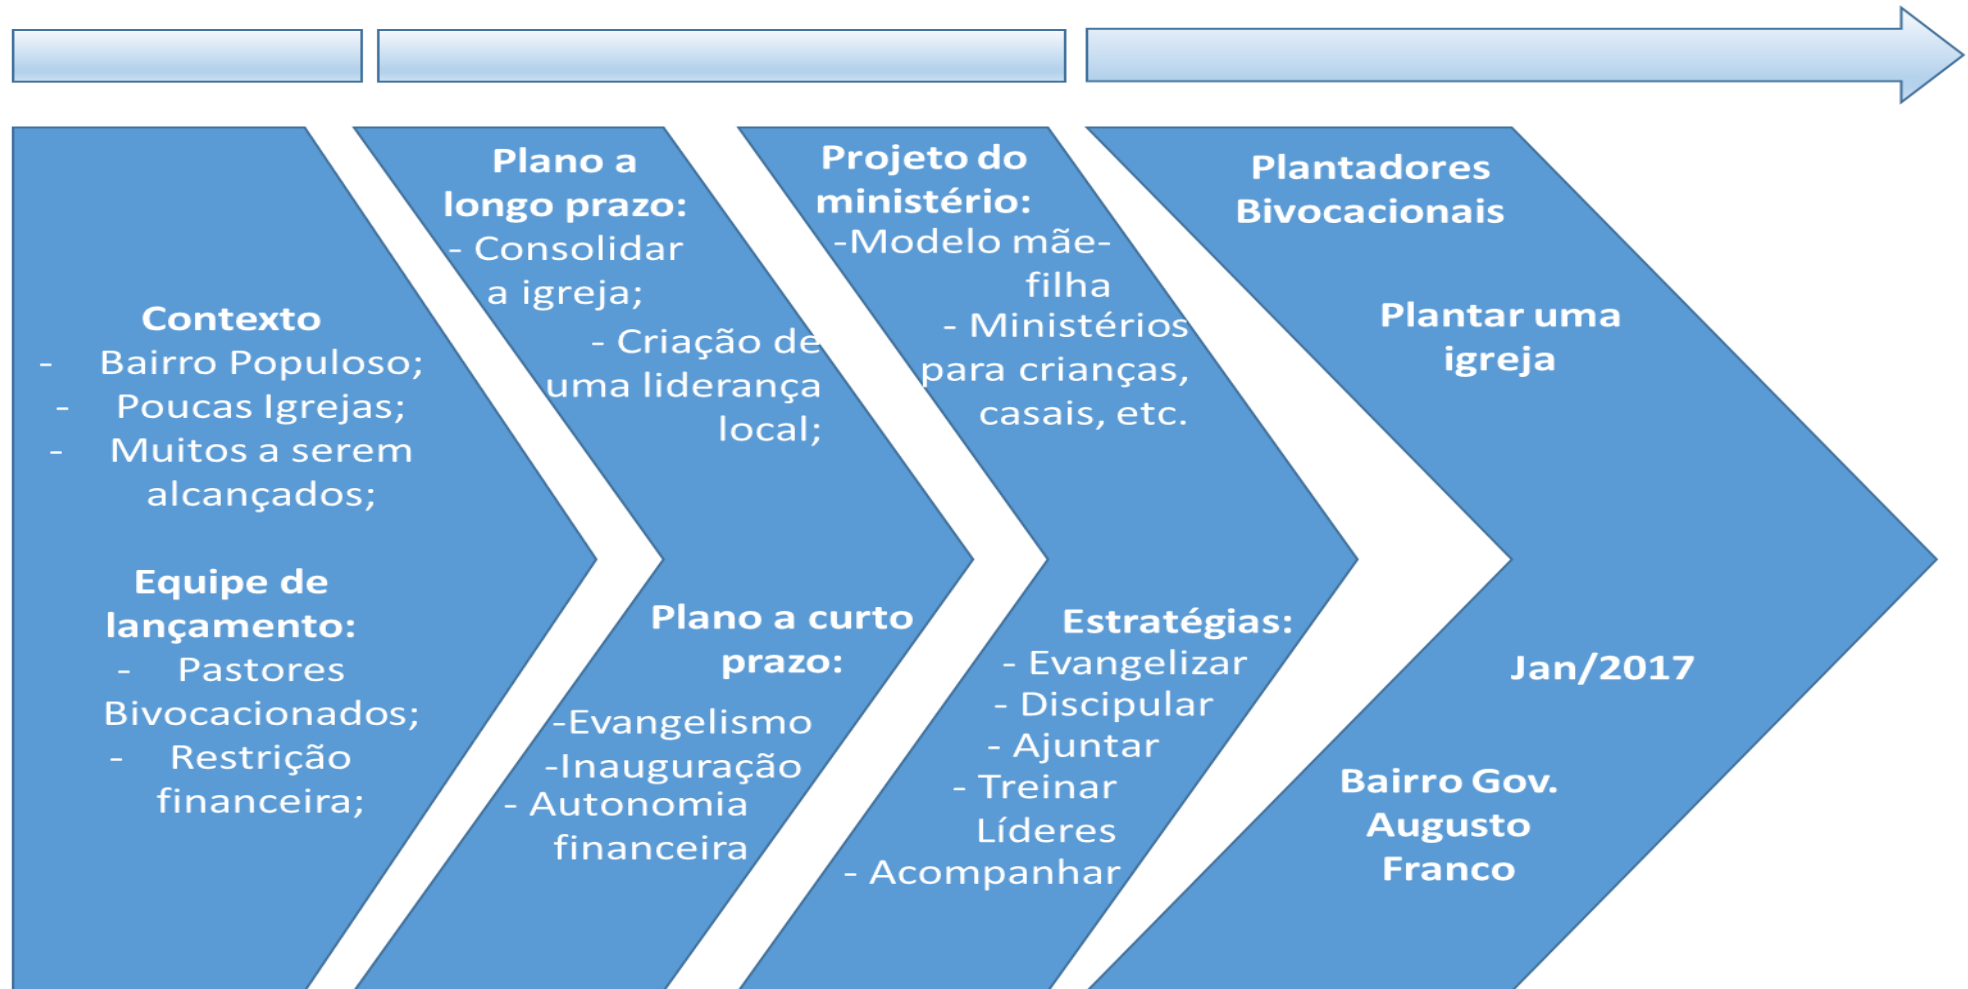 Contexto
- Bairro Populoso;
- Poucas Igrejas;
- Muitos a serem
alcançados;
Equipe de
lançamento:
- Pastores
Bivocacionados;
- Restrição
financeira;
Plano a
longo prazo:
- Consolidar
a igreja;
- Criação de
uma liderança
local;
Plano a curto
prazo:
-Evangelismo
-Inauguração
- Autonomia
financeira
Projeto do
ministério:
-Modelo mãe-
filha
- Ministérios
para crianças,
casais, etc.
Estratégias:
- Evangelizar
- Discipular
- Ajuntar
- Treinar
Líderes
- Acompanhar
Plantadores
Bivocacionais
Plantar uma
igreja
Jan/2017
Bairro Gov.
Augusto
Franco